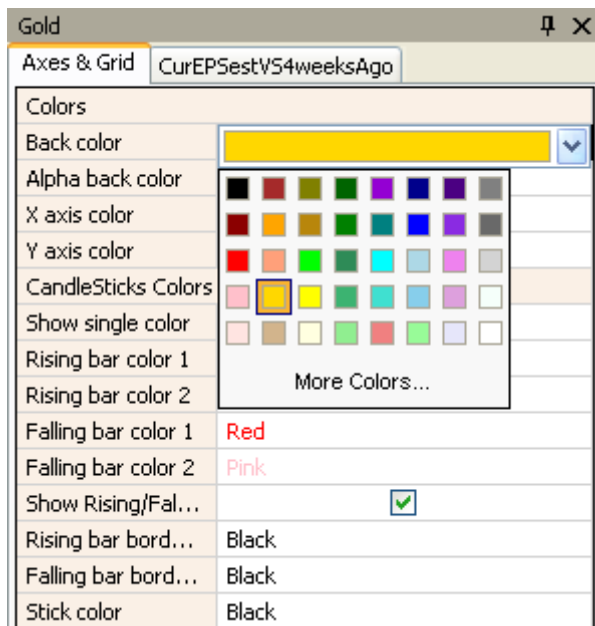 Gold
Axes & Grid CurEPSestVS4weeksAgo
Colors
Back color
Alpha back color
X axis color
Y axis color
CandleSticks Colors
Show single color
Rising bar color 1
Rising bar color 2
More Colors...
Falling bar color 1 Red
Falling bar color 2 Pink
Show Rising/Fal...
Rising bar bord... Black
Falling bar bord... Black
Stick color Black